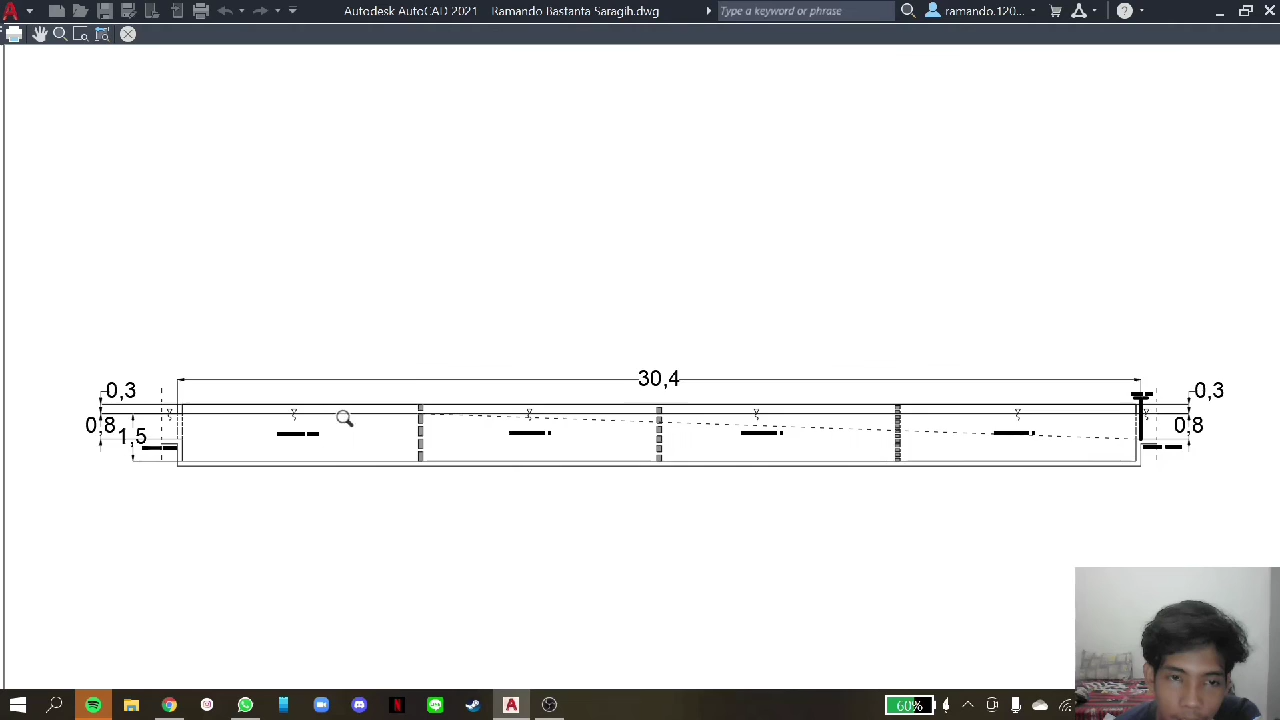 Autodesk AutoCAD 2021 Ramando Bastanta Saragih.dwg
Type a keyword or phrase
ramando.120...
30,4
0,3
0,8
1,5
0,3
0,8
60%